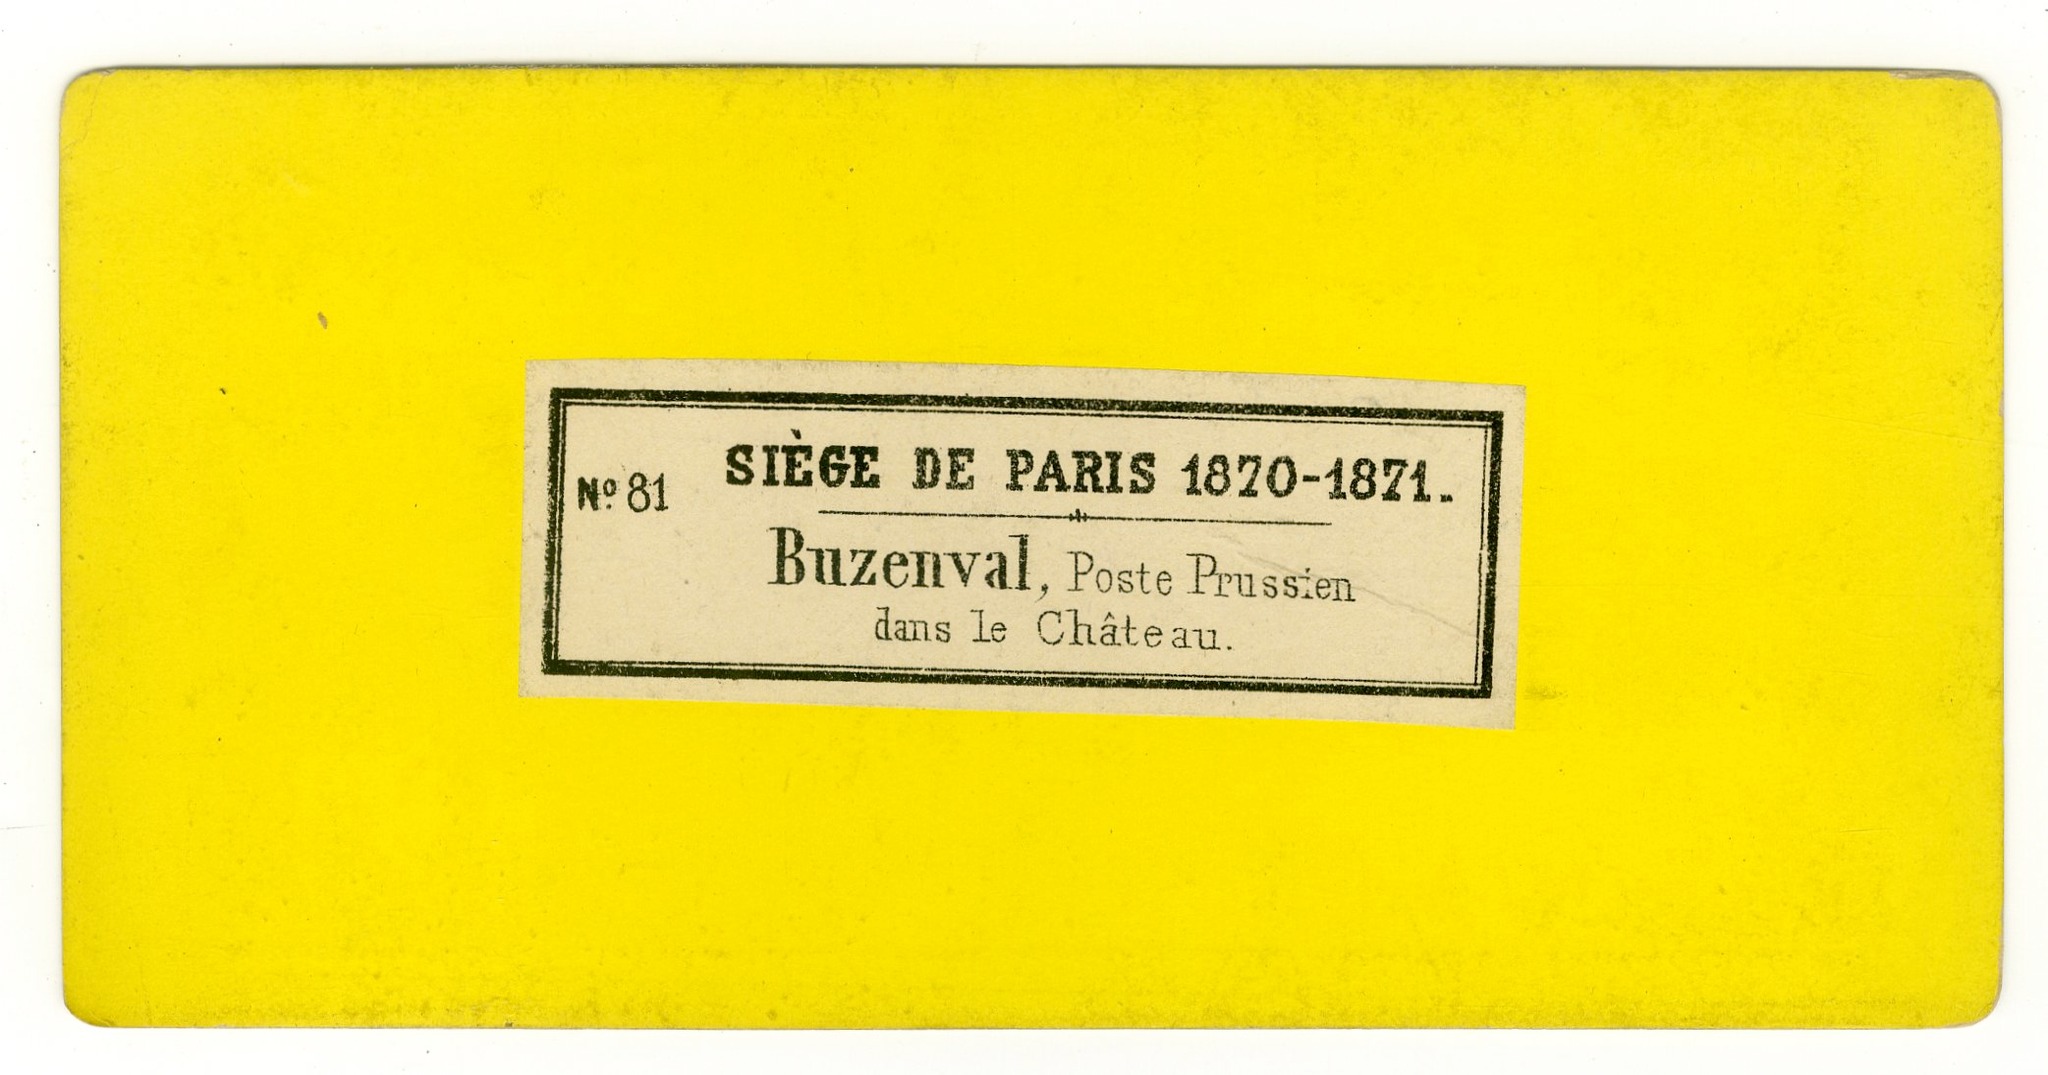 SIÈGE DE PARIS 1870-1871.
Nº 81
Buzenval, Poste Prussien
dans le Château.